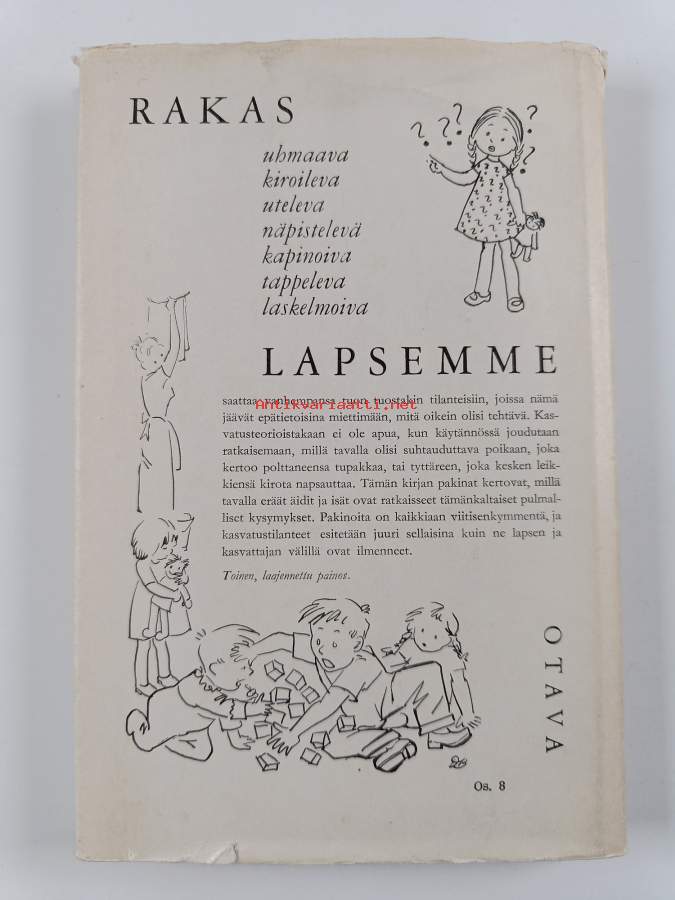 RAKAS
uhmaava
kiroileva
uteleva
näpistelevä
kapinoiva
tappeleva
laskelmoiva
LAPSEMME
saattaa vanhempansa tuon tuostakin tilanteisiin, joissa nämä
Antikvariaatti.net
jäävät epätietoisina miettimään, mitä oikein olisi tehtävä. Kas-
vatusteorioistakaan ei ole apua, kun käytännössä joudutaan
ratkaisemaan, millä tavalla olisi suhtauduttava poikaan, joka
kertoo polttaneensa tupakkaa, tai tyttäreen, joka kesken leik-
kiensä kirota napsauttaa. Tämän kirjan pakinat kertovat, millä
tavalla eräät äidit ja isät ovat ratkaisseet tämänkaltaiset pulmal-
liset kysymykset. Pakinoita on kaikkiaan viitisenkymmentä, ja
kasvatustilanteet esitetään juuri sellaisina kuin ne lapsen ja
kasvattajan välillä ovat ilmenneet.
Toinen, laajennettu painos.
OTAVA
Os. 8